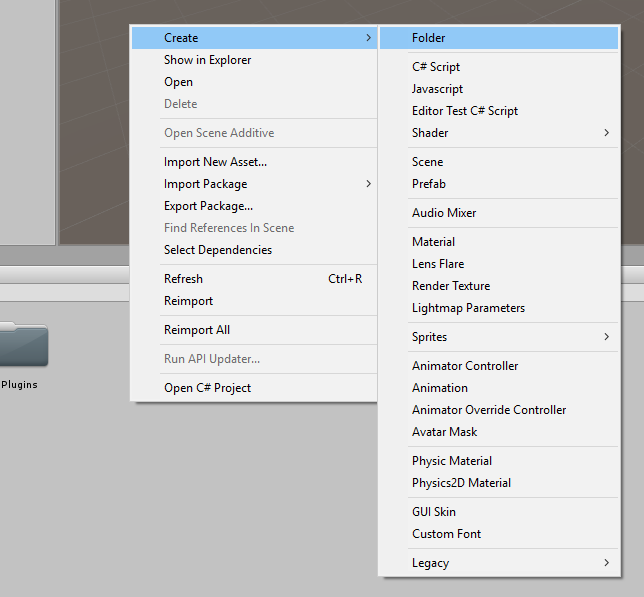 Create
Show in Explorer
Open
Delete
Open Scene Additive
Import New Asset...
Import Package
Export Package...
Find References In Scene
Select Dependencies
Refresh Ctrl+R
Reimport
Reimport All
Run API Updater...
Open C# Project
Folder
C# Script
Javascript
Editor Test C# Script
Shader
Scene
Prefab
Audio Mixer
Material
Lens Flare
Render Texture
Lightmap Parameters
Sprites
Animator Controller
Animation
Animator Override Controller
Avatar Mask
Physic Material
Physics2D Material
GUI Skin
Custom Font
Legacy
Plugins